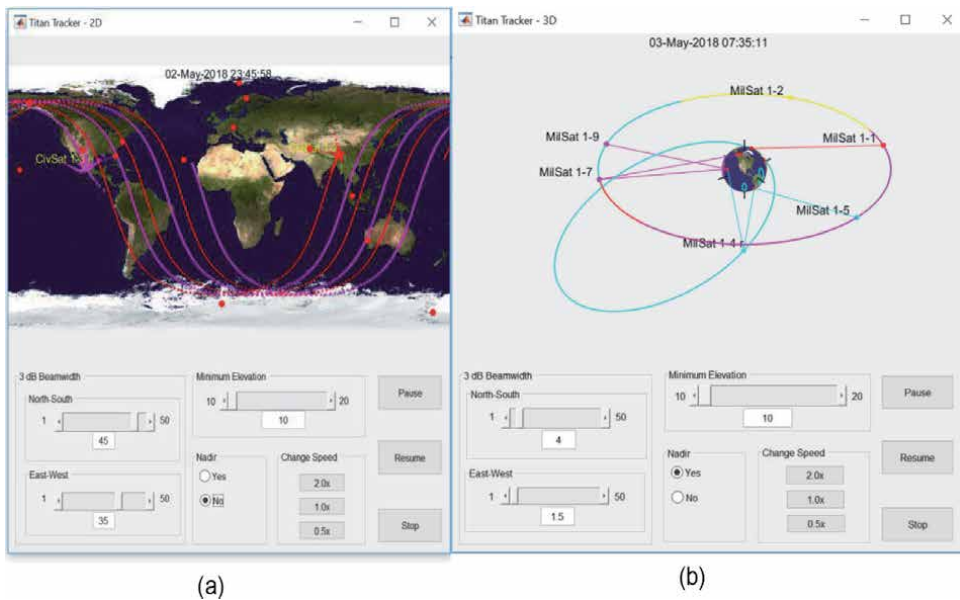 Titan Tracker - 2D
02-May-2018 23:45:58
CivSat 1-3
3 dB Beamwidth
North-South
1
50
45
East-West
1
50
35
Minimum Elevation
10
20
10
Nadir
Yes
No
Change Speed
2.0x
1.0x
0.5x
Pause
Resume
Stop
(a)
Titan Tracker - 3D
03-May-2018 07:35:11
MilSat 1-2
MilSat 1-9
MilSat 1-1
MilSat 1-7
MilSat 1-5
MilSat 1-4
3 dB Beamwidth
North-South
1
50
4
East-West
1
50
1.5
Minimum Elevation
10
20
10
Nadir
Yes
No
Change Speed
2.0x
1.0x
0.5x
Pause
Resume
Stop
(b)